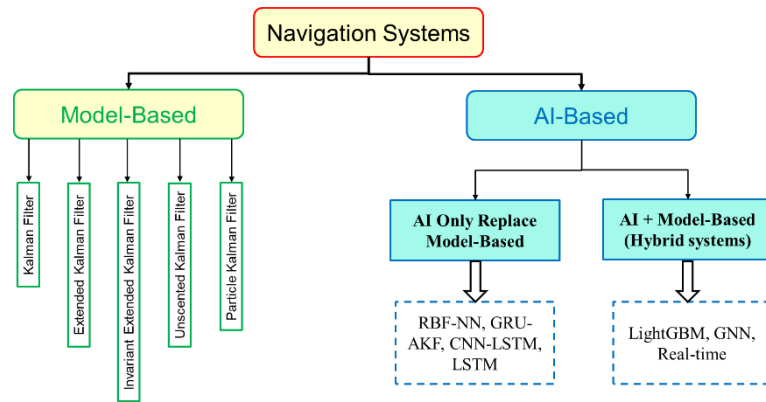 Navigation Systems
Model-Based
AI-Based
Kalman Filter
Extended Kalman Filter
Invariant Extended Kalman Filter
Unscented Kalman Filter
Particle Kalman Filter
AI Only Replace
Model-Based
AI + Model-Based
(Hybrid systems)
RBF-NN, GRU-
AKF, CNN-LSTM,
LSTM
LightGBM, GNN,
Real-time